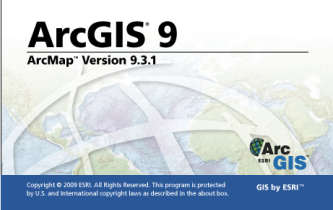 ArcGIS® 9
ArcMap™ Version 9.3.1
Arc
ESRI GIS™
Copyright © 2009 ESRI. All Rights Reserved. This program is protected
by U.S. and International copyright laws as described in the about box.
GIS by ESRI™